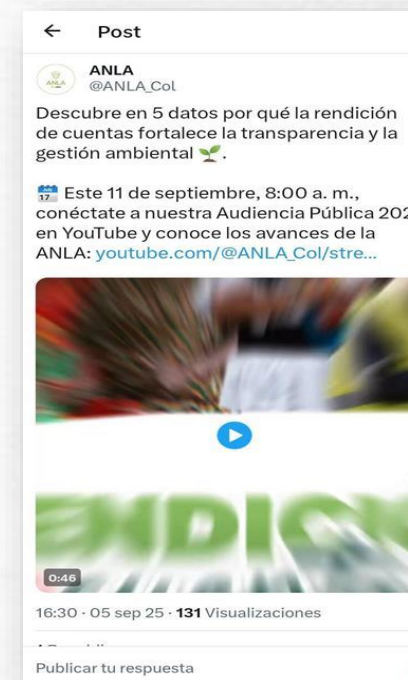 Post
ANLA
@ANLA_Col
Descubre en 5 datos por qué la rendición
de cuentas fortalece la transparencia y la
gestión ambiental 🌱.
📅 Este 11 de septiembre, 8:00 a. m.,
conéctate a nuestra Audiencia Pública
en YouTube y conoce los avances de la
ANLA: youtube.com/@ANLA_Col/stre...
0:46
16:30 · 05 sep 25 · 131 Visualizaciones
Publicar tu respuesta